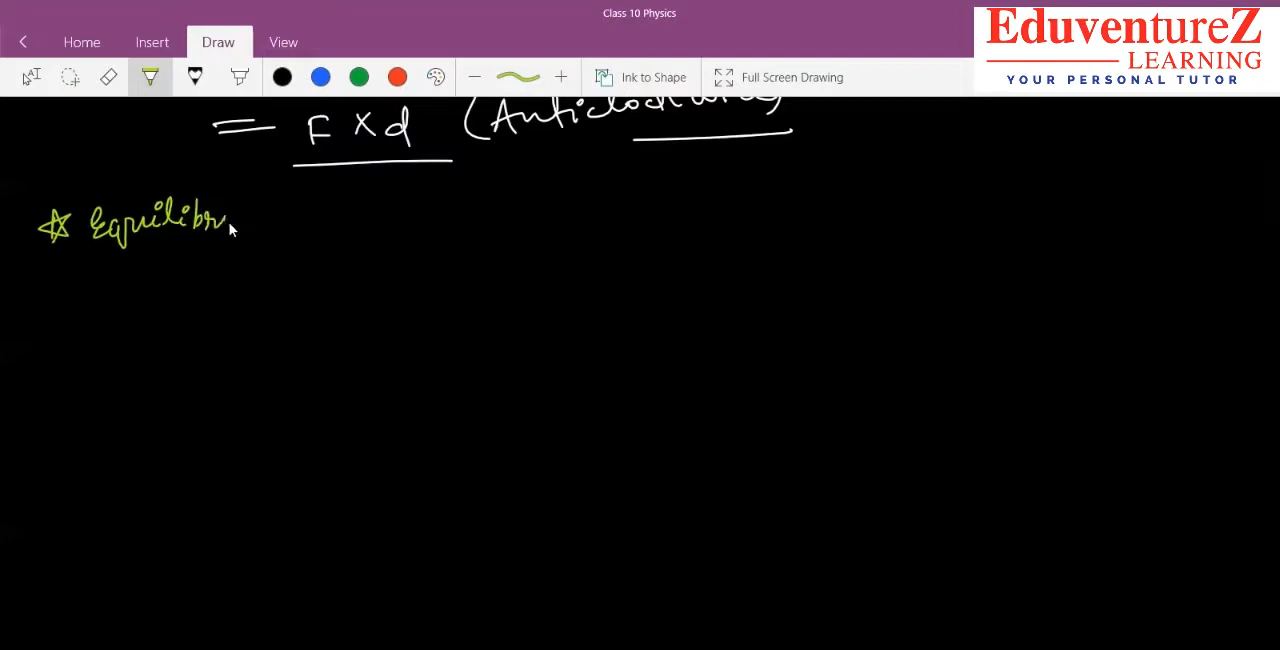 Class 10 Physics
EduventureZ
LEARNING
YOUR PERSONAL TUTOR
Home Insert Draw View
Ink to Shape Full Screen Drawing
= F × d (Anticlockwise)
☆ Equilibr